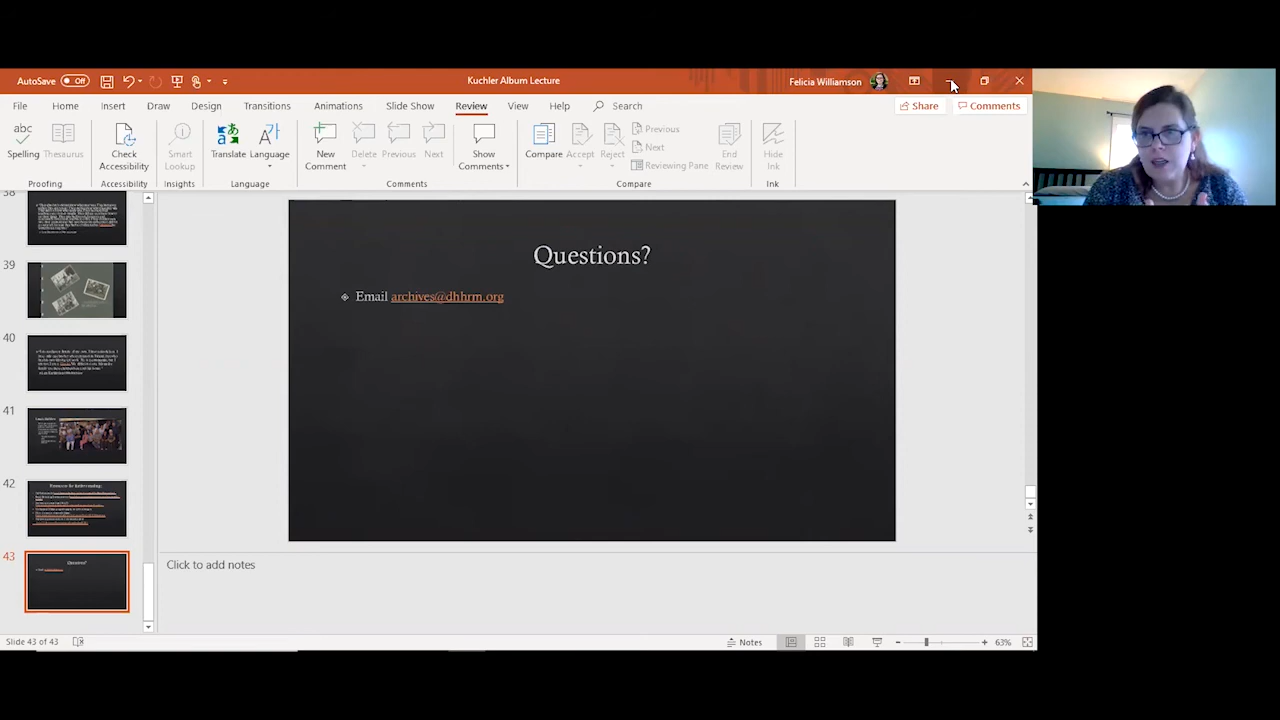 AutoSave Off
Kuchler Album Lecture
Felicia Williamson
File Home Insert Draw Design Transitions Animations Slide Show Review View Help Search
Share Comments
abc
Spelling
Thesaurus
Proofing
Check
Accessibility
Accessibility
Smart
Lookup
Insights
Translate
Language
Language
New
Comment
Delete
Previous
Next
Show
Comments
Comments
Compare
Accept
Reject
Previous
Next
Reviewing Pane
Compare
End
Review
Hide
Ink
Ink
38
39
40
41
42
43
Questions?
Email archives@dhhrm.org
Click to add notes
Slide 43 of 43
Notes
63%